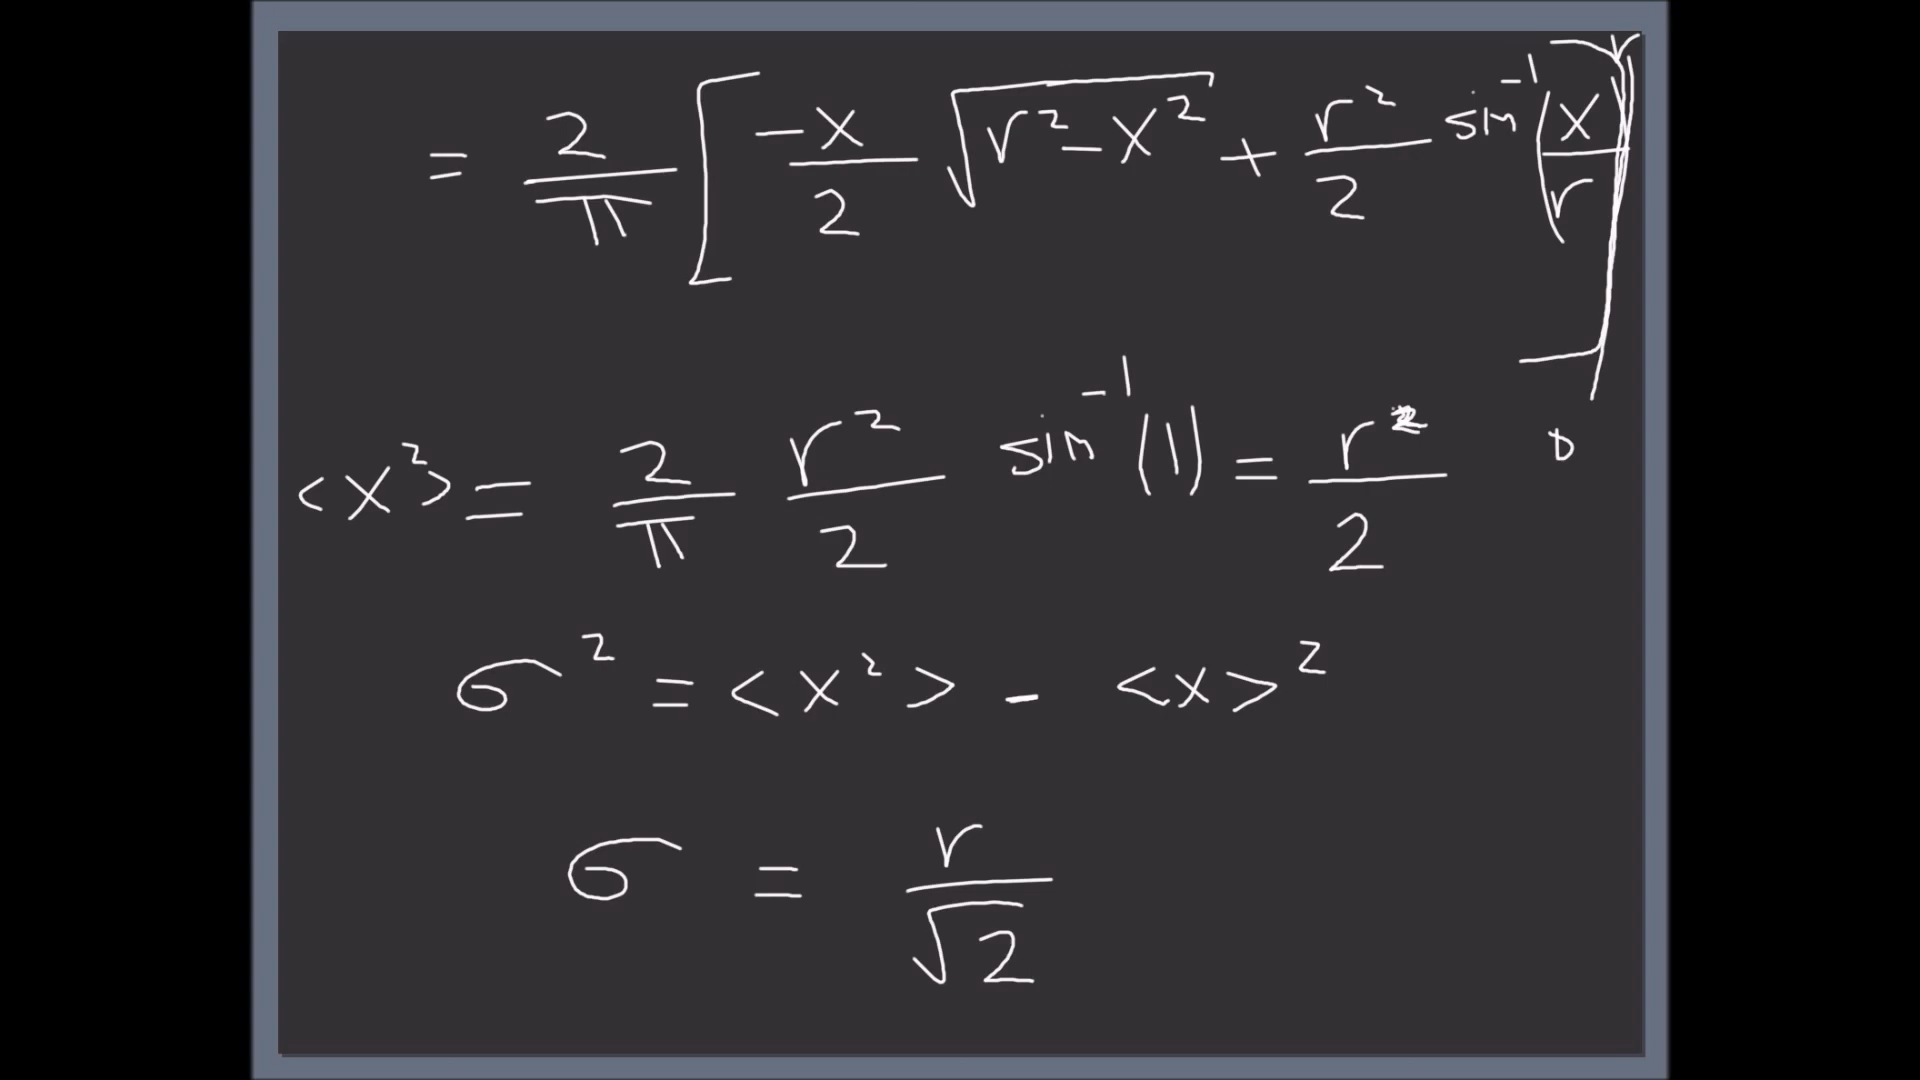 = 2/π [ -x/2 √(r² - x²) + r²/2 sin⁻¹(x/r) ]₀ʳ
<x²> = 2/π r²/2 sin⁻¹(1) = r²/2
σ² = <x²> - <x>²
σ = r/√2